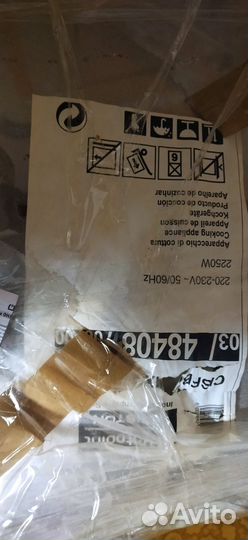 03/ 48408
2250W
220-230V~ 50/60Hz
Apparecchio di cottura
Cooking appliance
Appareil de cuisson
Kochgeräte
Producto de cocción
Aparelho de cozinhar
Avito